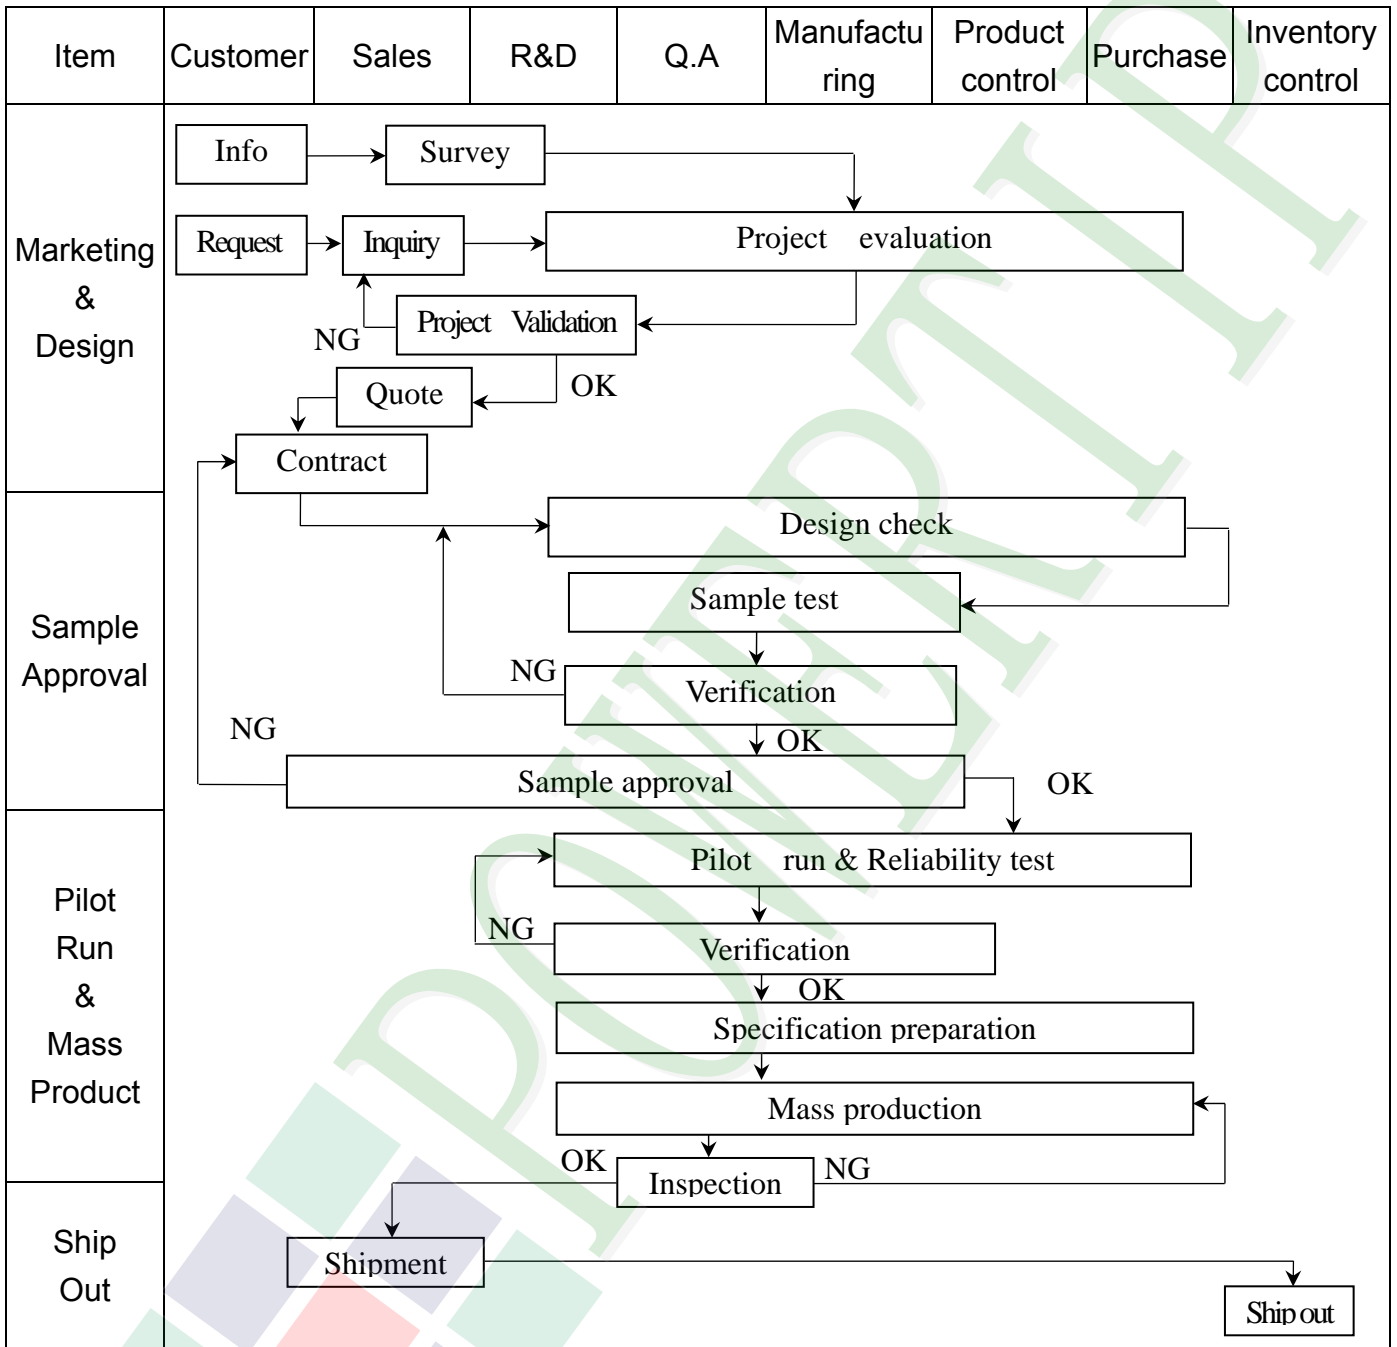 Item
Customer
Sales
R&D
Q.A
Manufactu
ring
Product
control
Purchase
Inventory
control
Marketing
&
Design
Info
Survey
Request
Inquiry
Project evaluation
Project Validation
NG
OK
Quote
Contract
Sample
Approval
Design check
Sample test
NG
Verification
OK
NG
Sample approval
OK
Pilot
Run
&
Mass
Product
Pilot run & Reliability test
NG
Verification
OK
Specification preparation
Mass production
OK
Inspection
NG
Ship
Out
Shipment
Ship out
POWERTIP